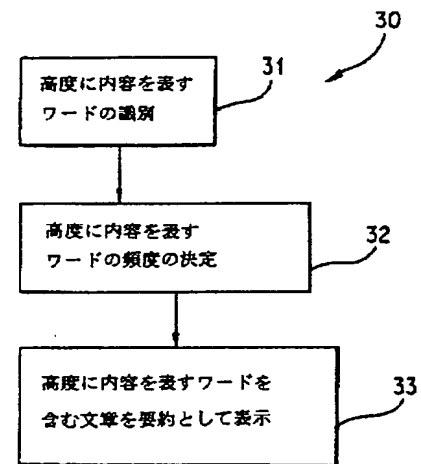 30
高度に内容を表す
ワードの識別
31
高度に内容を表す
ワードの頻度の決定
32
高度に内容を表すワードを
含む文章を要約として表示
33